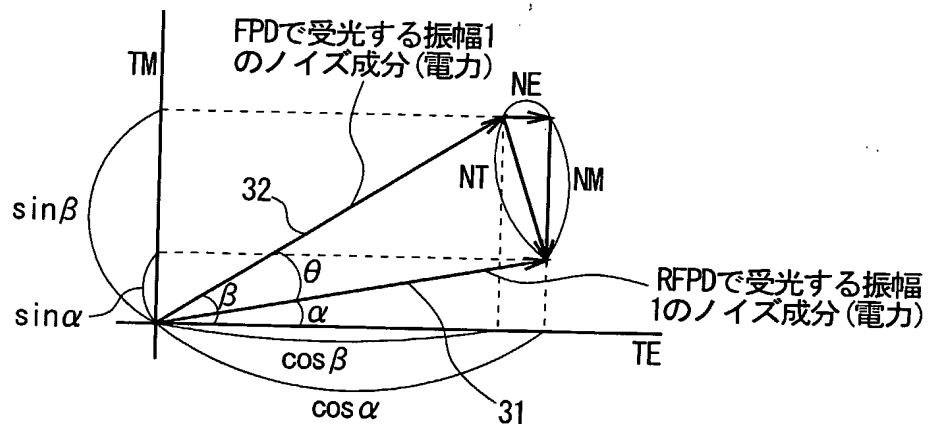 FPDで受光する振幅1
のノイズ成分(電力)
TM
NE
NT
NM
32
sinβ
θ
β
α
sinα
RFPDで受光する振幅
1のノイズ成分(電力)
TE
cosβ
cosα
31